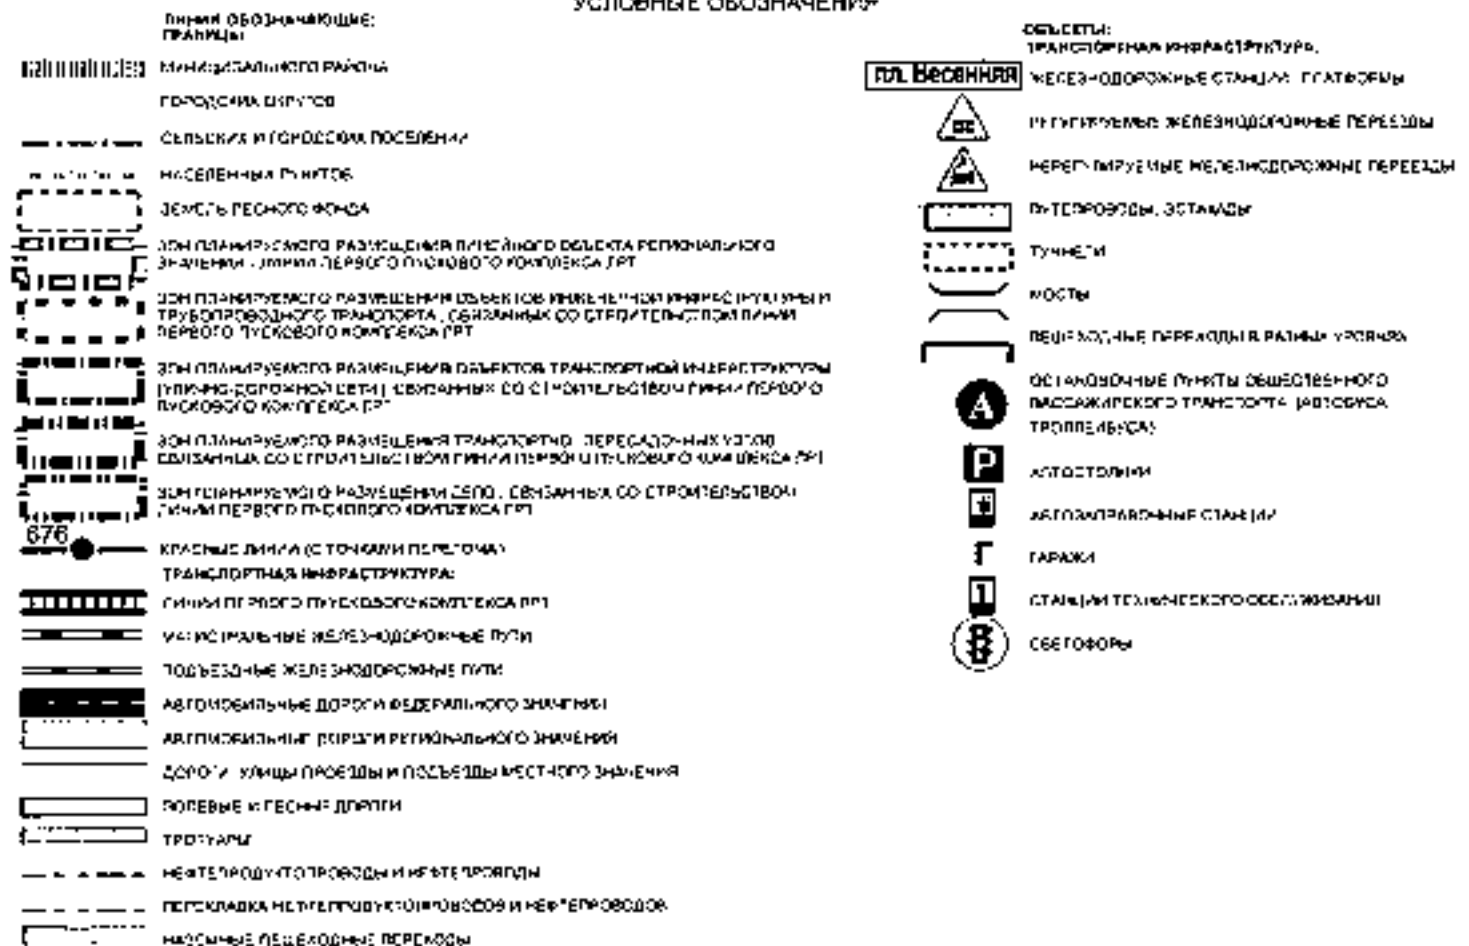 УСЛОВНЫЕ ОБОЗНАЧЕНИЯ
ЛИНИИ ОБОЗНАЧАЮЩИЕ:
ГРАНИЦЫ:
МУНИЦИПАЛЬНОГО РАЙОНА
ГОРОДСКИХ ОКРУГОВ
СЕЛЬСКИХ И ГОРОДСКИХ ПОСЕЛЕНИЙ
НАСЕЛЕННЫХ ПУНКТОВ
ЗЕМЕЛЬ ЛЕСНОГО ФОНДА
ЗОН ПЛАНИРУЕМОГО РАЗМЕЩЕНИЯ ЛИНЕЙНОГО ОБЪЕКТА РЕГИОНАЛЬНОГО
ЗНАЧЕНИЯ - ЛИНИИ ПЕРВОГО ПУСКОВОГО КОМПЛЕКСА ЛРТ
ЗОН ПЛАНИРУЕМОГО РАЗМЕЩЕНИЯ ОБЪЕКТОВ ИНЖЕНЕРНОЙ ИНФРАСТРУКТУРЫ И
ТРУБОПРОВОДНОГО ТРАНСПОРТА, СВЯЗАННЫХ СО СТРОИТЕЛЬСТВОМ ЛИНИИ
ПЕРВОГО ПУСКОВОГО КОМПЛЕКСА ЛРТ
ЗОН ПЛАНИРУЕМОГО РАЗМЕЩЕНИЯ ОБЪЕКТОВ ТРАНСПОРТНОЙ ИНФРАСТРУКТУРЫ
(УЛИЧНО-ДОРОЖНОЙ СЕТИ), СВЯЗАННЫХ СО СТРОИТЕЛЬСТВОМ ЛИНИИ ПЕРВОГО
ПУСКОВОГО КОМПЛЕКСА ЛРТ
ЗОН ПЛАНИРУЕМОГО РАЗМЕЩЕНИЯ ТРАНСПОРТНО-ПЕРЕСАДОЧНЫХ УЗЛОВ
СВЯЗАННЫХ СО СТРОИТЕЛЬСТВОМ ЛИНИИ ПЕРВОГО ПУСКОВОГО КОМПЛЕКСА ЛРТ
ЗОН ПЛАНИРУЕМОГО РАЗМЕЩЕНИЯ ДЕПО, СВЯЗАННЫХ СО СТРОИТЕЛЬСТВОМ
ЛИНИИ ПЕРВОГО ПУСКОВОГО КОМПЛЕКСА ЛРТ
676
КРАСНЫЕ ЛИНИИ (С ТОЧКАМИ ПЕРЕЛОМА)
ТРАНСПОРТНАЯ ИНФРАСТРУКТУРА:
ЛИНИИ ПЕРВОГО ПУСКОВОГО КОМПЛЕКСА ЛРТ
МАГИСТРАЛЬНЫЕ ЖЕЛЕЗНОДОРОЖНЫЕ ПУТИ
ПОДЪЕЗДНЫЕ ЖЕЛЕЗНОДОРОЖНЫЕ ПУТИ
АВТОМОБИЛЬНЫЕ ДОРОГИ ФЕДЕРАЛЬНОГО ЗНАЧЕНИЯ
АВТОМОБИЛЬНЫЕ ДОРОГИ РЕГИОНАЛЬНОГО ЗНАЧЕНИЯ
ДОРОГИ, УЛИЦЫ ПРОЕЗДЫ И ПОДЪЕЗДЫ МЕСТНОГО ЗНАЧЕНИЯ
ПОЛЕВЫЕ И ЛЕСНЫЕ ДОРОГИ
ТРОТУАРЫ
НЕФТЕПРОДУКТОПРОВОДЫ И НЕФТЕПРОВОДЫ
ПЕРЕКЛАДКА НЕФТЕПРОДУКТОПРОВОДОВ И НЕФТЕПРОВОДОВ
НАЗЕМНЫЕ ПЕШЕХОДНЫЕ ПЕРЕХОДЫ
ОБЪЕКТЫ:
ТРАНСПОРТНАЯ ИНФРАСТРУКТУРА:
пл. Весенняя
ЖЕЛЕЗНОДОРОЖНЫЕ СТАНЦИИ, ПЛАТФОРМЫ
РЕГУЛИРУЕМЫЕ ЖЕЛЕЗНОДОРОЖНЫЕ ПЕРЕЕЗДЫ
НЕРЕГУЛИРУЕМЫЕ ЖЕЛЕЗНОДОРОЖНЫЕ ПЕРЕЕЗДЫ
ПУТЕПРОВОДЫ, ЭСТАКАДЫ
ТУННЕЛИ
МОСТЫ
ПЕШЕХОДНЫЕ ПЕРЕХОДЫ В РАЗНЫХ УРОВНЯХ
А
ОСТАНОВОЧНЫЕ ПУНКТЫ ОБЩЕСТВЕННОГО
ПАССАЖИРСКОГО ТРАНСПОРТА (АВТОБУСА,
ТРОЛЛЕЙБУСА)
P
АВТОСТОЯНКИ
АВТОЗАПРАВОЧНЫЕ СТАНЦИИ
Г
ГАРАЖИ
1
СТАНЦИИ ТЕХНИЧЕСКОГО ОБСЛУЖИВАНИЯ
СВЕТОФОРЫ